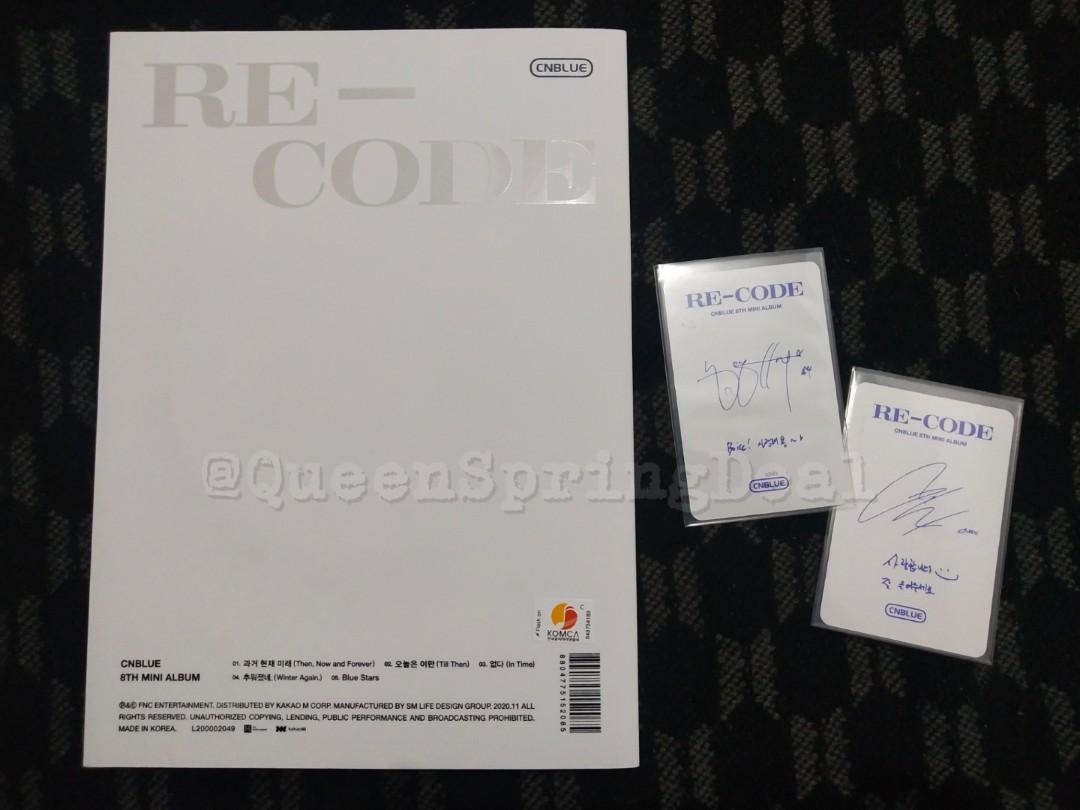 RE-
CODE
CNBLUE
@QueenSpringDeal
Flash on
KOMCA
C
CNBLUE
8TH MINI ALBUM
01. 과거 현재 미래 (Then, Now and Forever) 02. 오늘은 이만 (Till Then) 03. 없다 (In Time)
04. 추워졌네 (Winter Again) 05. Blue Stars
℗&© FNC ENTERTAINMENT. DISTRIBUTED BY KAKAO M CORP. MANUFACTURED BY SM LIFE DESIGN GROUP. 2020.11 ALL
RIGHTS RESERVED. UNAUTHORIZED COPYING, LENDING, PUBLIC PERFORMANCE AND BROADCASTING PROHIBITED.
MADE IN KOREA. L200002049
8804775152085
RE-CODE
CNBLUE 8TH MINI ALBUM
CNBLUE
RE-CODE
CNBLUE 8TH MINI ALBUM
사랑합니다
CNBLUE